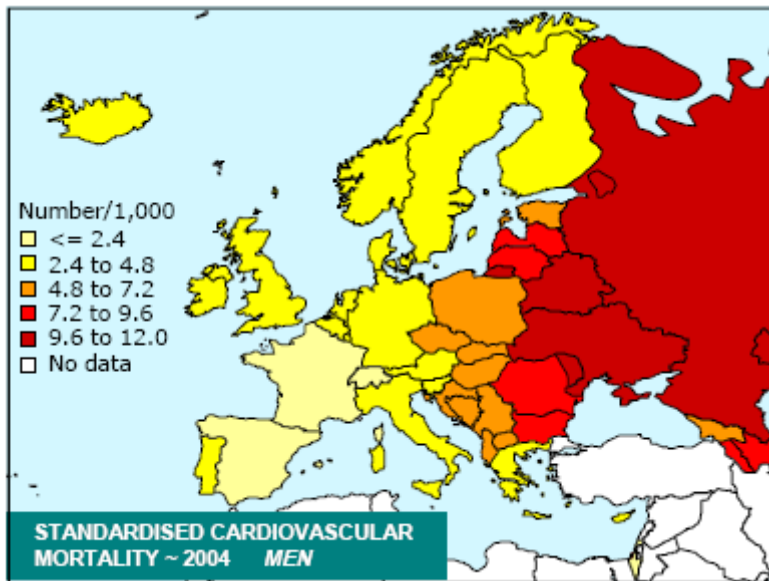 Number/1,000
<= 2.4
2.4 to 4.8
4.8 to 7.2
7.2 to 9.6
9.6 to 12.0
No data
STANDARDISED CARDIOVASCULAR
MORTALITY ~ 2004 MEN